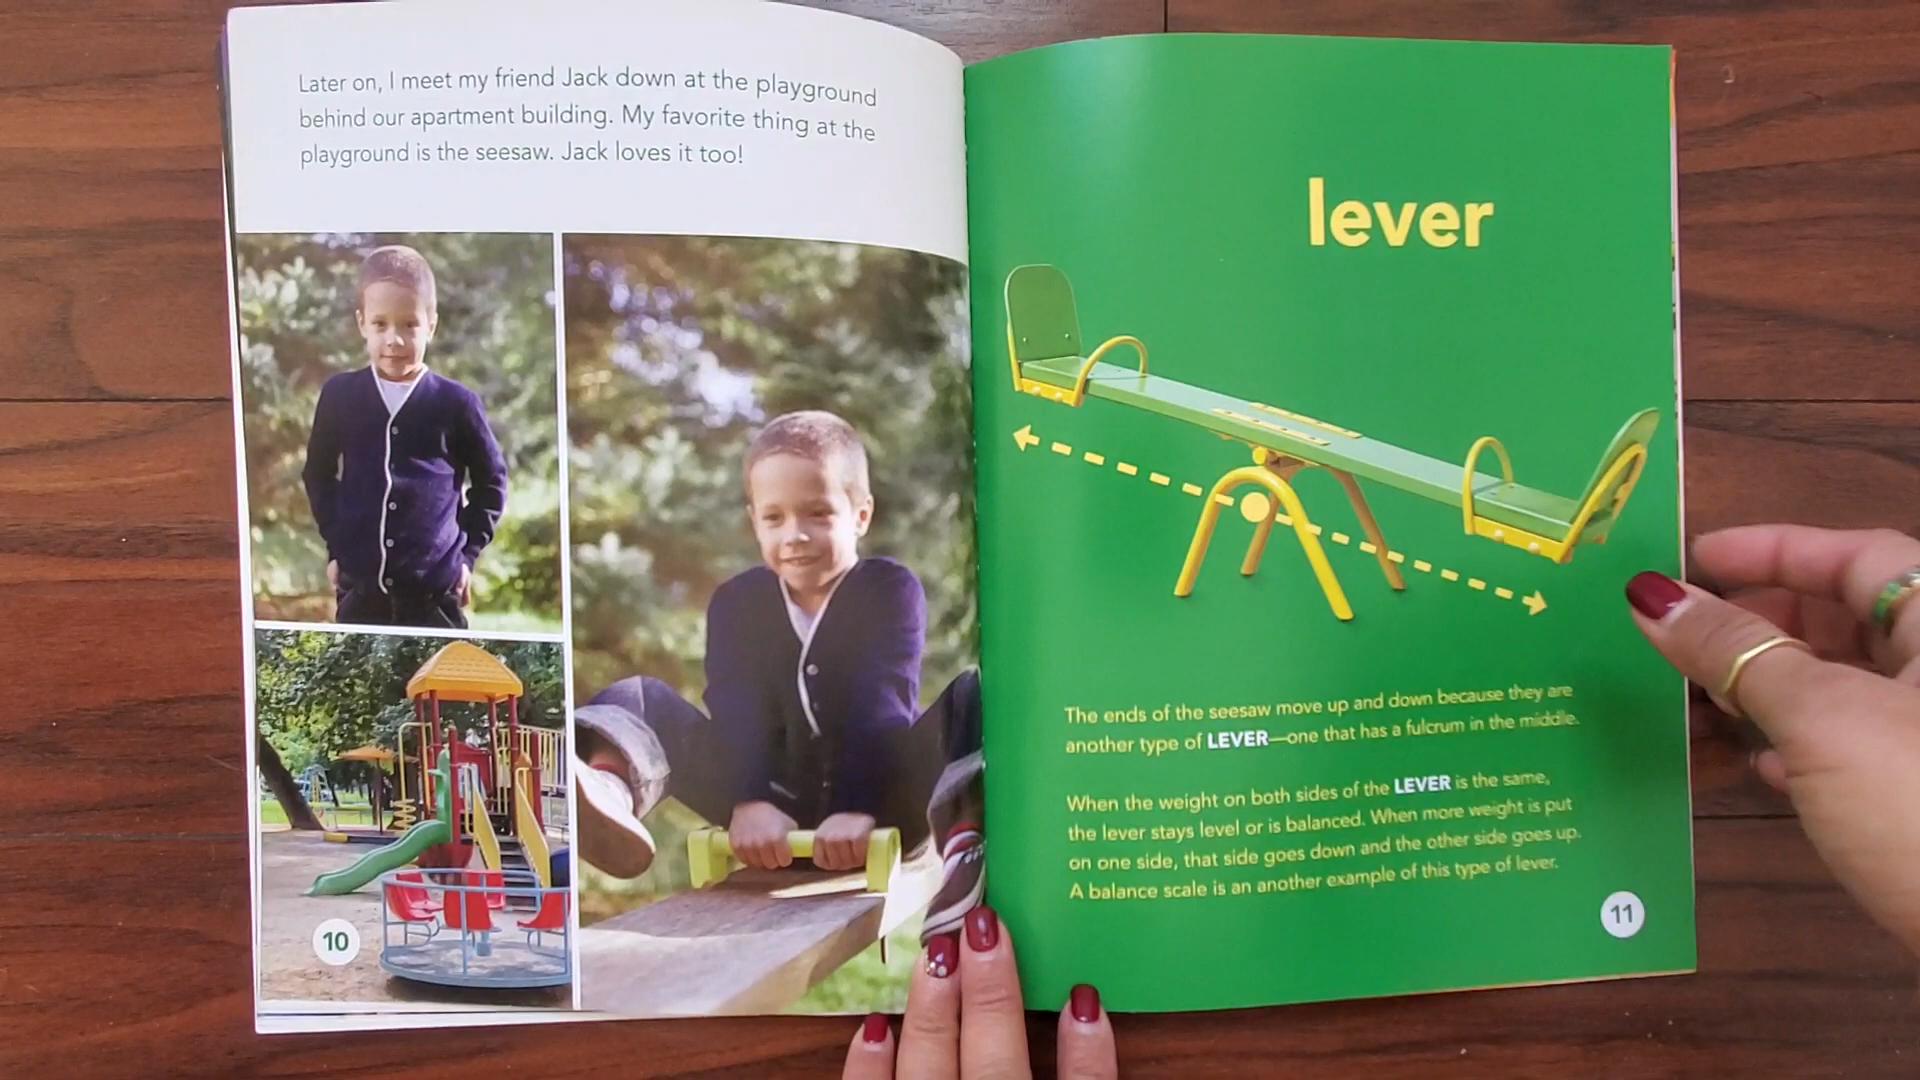 Later on, I meet my friend Jack down at the playground
behind our apartment building. My favorite thing at the
playground is the seesaw. Jack loves it too!
10
lever
The ends of the seesaw move up and down because they are
another type of LEVER—one that has a fulcrum in the middle.
When the weight on both sides of the LEVER is the same,
the lever stays level or is balanced. When more weight is put
on one side, that side goes down and the other side goes up.
A balance scale is an another example of this type of lever.
11